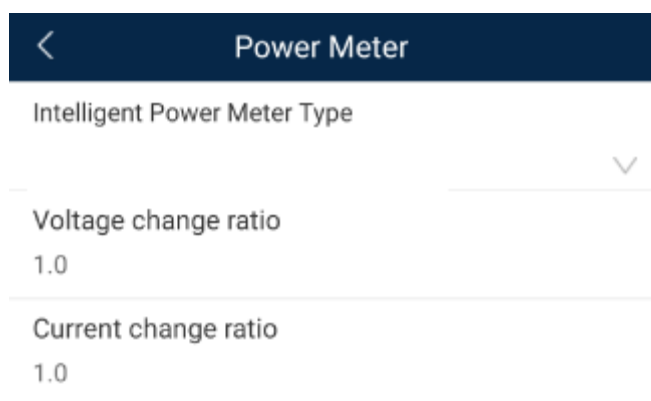 Power Meter
Intelligent Power Meter Type
Voltage change ratio
1.0
Current change ratio
1.0